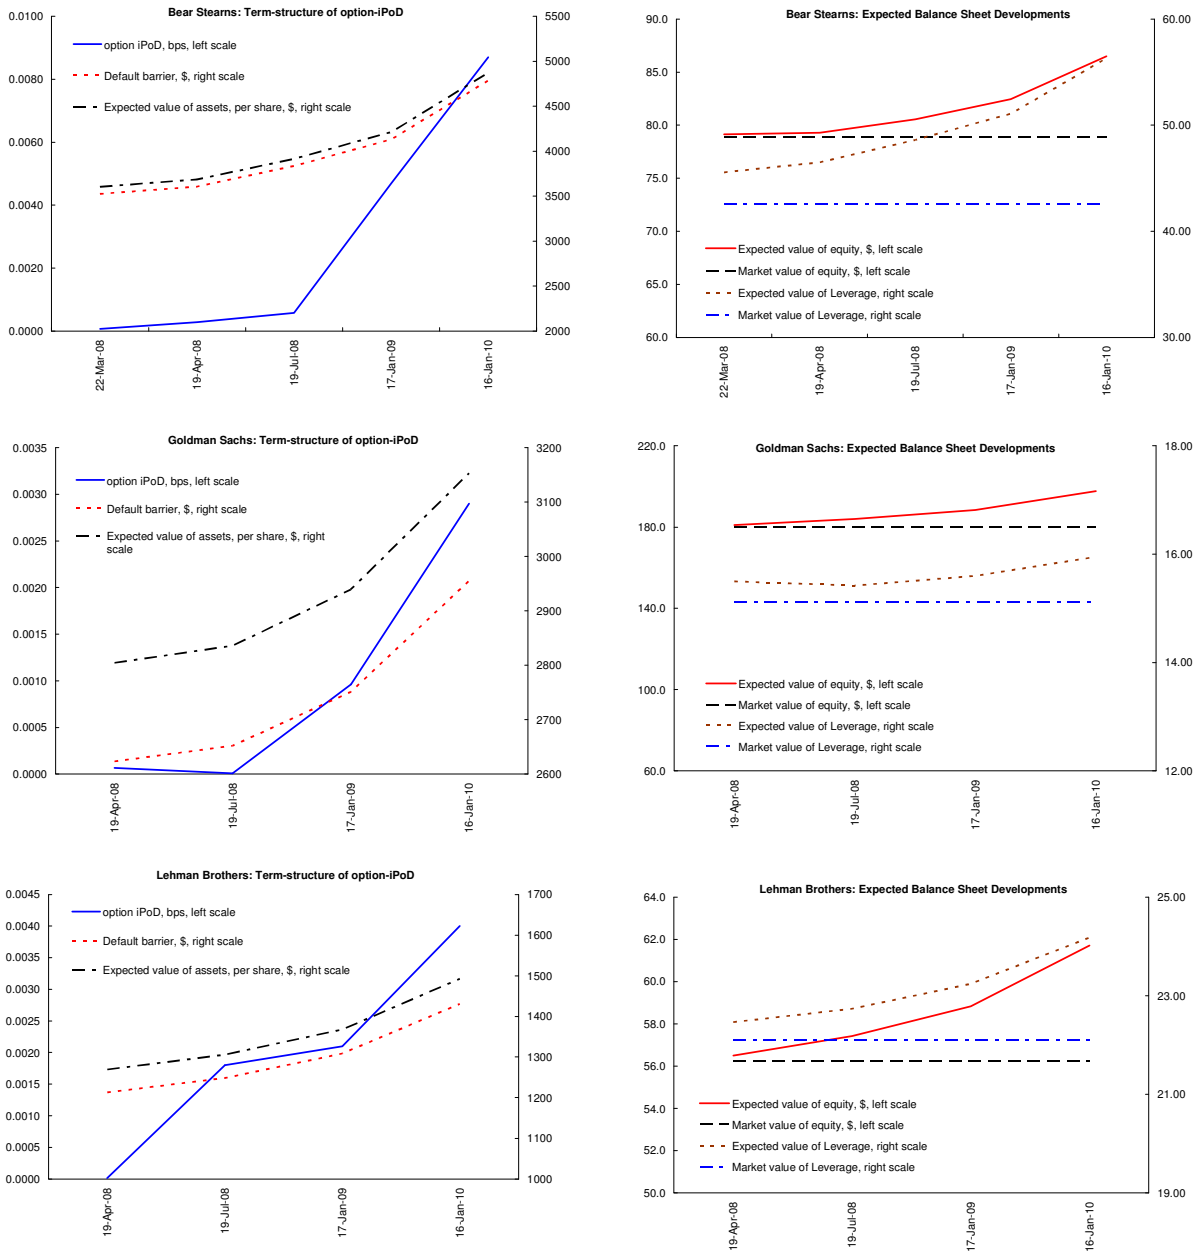 Bear Stearns: Term-structure of option-iPoD
0.0100
0.0080
0.0060
0.0040
0.0020
0.0000
5500
5000
4500
4000
3500
3000
2500
2000
option iPoD, bps, left scale
Default barrier, $, right scale
Expected value of assets, per share, $, right scale
22-Mar-08
19-Apr-08
19-Jul-08
17-Jan-09
16-Jan-10
Bear Stearns: Expected Balance Sheet Developments
90.0
85.0
80.0
75.0
70.0
65.0
60.0
60.00
50.00
40.00
30.00
Expected value of equity, $, left scale
Market value of equity, $, left scale
Expected value of Leverage, right scale
Market value of Leverage, right scale
22-Mar-08
19-Apr-08
19-Jul-08
17-Jan-09
16-Jan-10
Goldman Sachs: Term-structure of option-iPoD
0.0035
0.0030
0.0025
0.0020
0.0015
0.0010
0.0005
0.0000
3200
3100
3000
2900
2800
2700
2600
option iPoD, bps, left scale
Default barrier, $, right scale
Expected value of assets, per share, $, right
scale
19-Apr-08
19-Jul-08
17-Jan-09
16-Jan-10
Goldman Sachs: Expected Balance Sheet Developments
220.0
180.0
140.0
100.0
60.0
18.00
16.00
14.00
12.00
Expected value of equity, $, left scale
Market value of equity, $, left scale
Expected value of Leverage, right scale
Market value of Leverage, right scale
19-Apr-08
19-Jul-08
17-Jan-09
16-Jan-10
Lehman Brothers: Term-structure of option-iPoD
0.0045
0.0040
0.0035
0.0030
0.0025
0.0020
0.0015
0.0010
0.0005
0.0000
1700
1600
1500
1400
1300
1200
1100
1000
option iPoD, bps, left scale
Default barrier, $, right scale
Expected value of assets, per share, $, right scale
19-Apr-08
19-Jul-08
17-Jan-09
16-Jan-10
Lehman Brothers: Expected Balance Sheet Developments
64.0
62.0
60.0
58.0
56.0
54.0
52.0
50.0
25.00
23.00
21.00
19.00
Expected value of equity, $, left scale
Market value of equity, $, left scale
Expected value of Leverage, right scale
Market value of Leverage, right scale
19-Apr-08
19-Jul-08
17-Jan-09
16-Jan-10